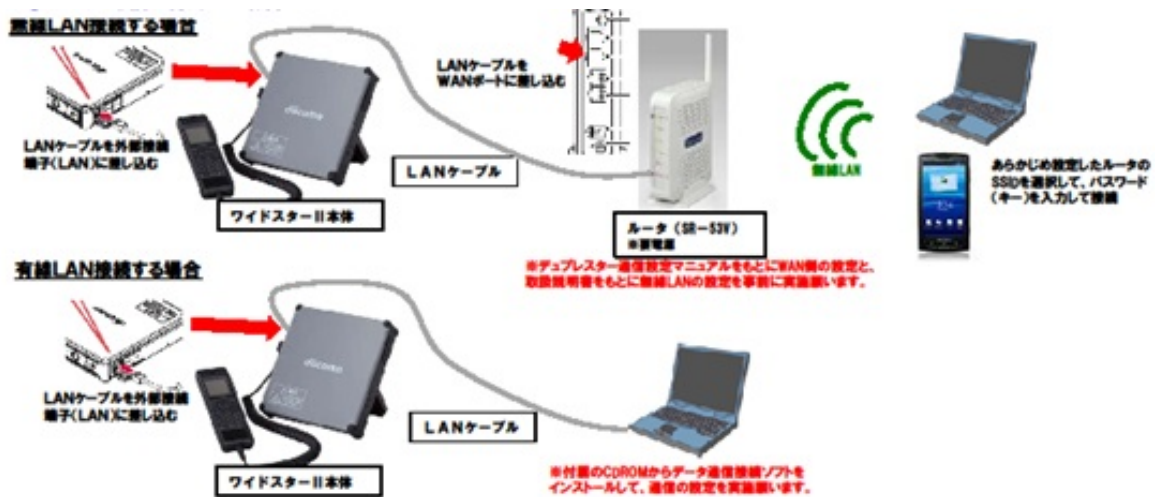 無線LAN接続する場合
LANケーブルを外部接続
端子(LAN)に差し込む
docomo
ワイドスターⅡ本体
LANケーブル
LANケーブルを
WANポートに差し込む
ルータ(SR-53V)
※要電源
無線LAN
あらかじめ設定したルータの
SSIDを選択して、パスワード
(キー)を入力して接続
※デュプレスター通信設定マニュアルをもとにWAN側の設定と、
取扱説明書をもとに無線LANの設定を事前に実施願います。
有線LAN接続する場合
LANケーブルを外部接続
端子(LAN)に差し込む
docomo
ワイドスターⅡ本体
LANケーブル
※付属のCDROMからデータ通信接続ソフトを
インストールして、通信の設定を実施願います。